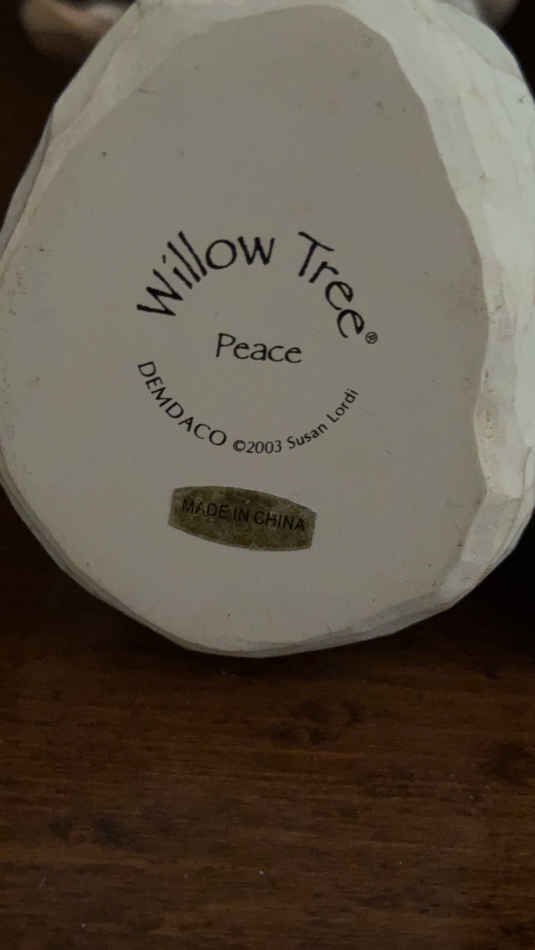 Willow Tree®
Peace
DEMDACO ©2003 Susan Lordi
MADE IN CHINA